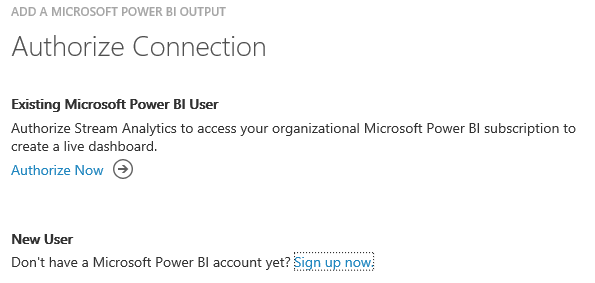 ADD A MICROSOFT POWER BI OUTPUT
Authorize Connection
Existing Microsoft Power BI User
Authorize Stream Analytics to access your organizational Microsoft Power BI subscription to
create a live dashboard.
Authorize Now
New User
Don't have a Microsoft Power BI account yet? Sign up now.